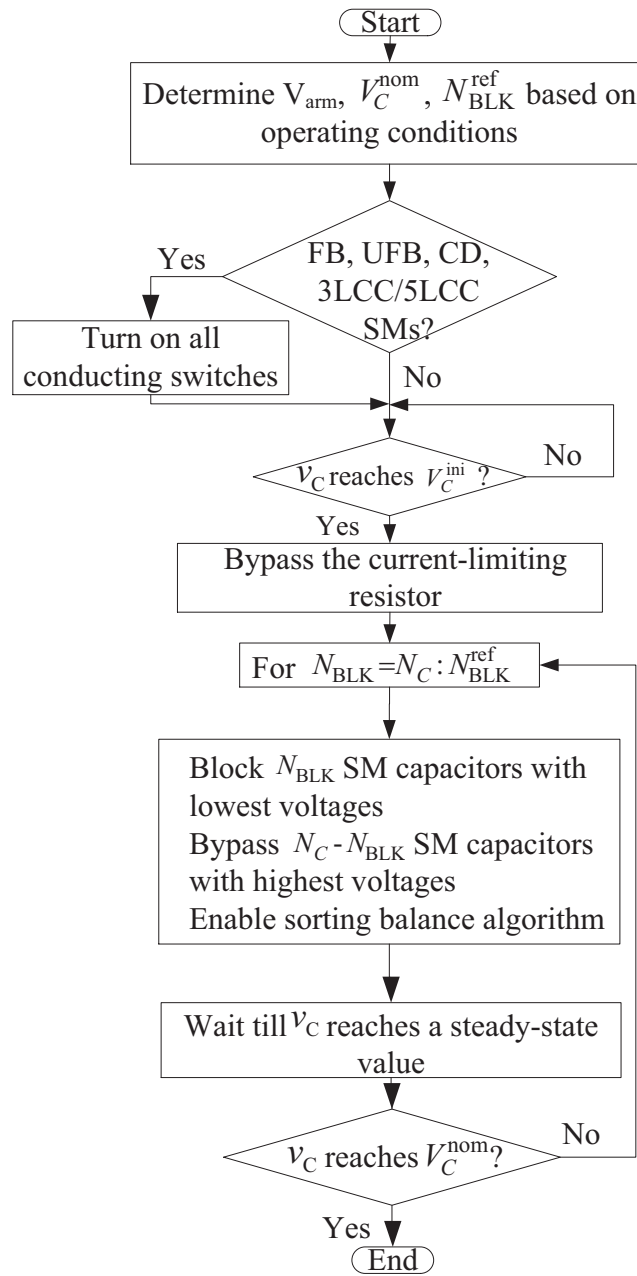 Start
Determine V_arm, V_C^nom, N_BLK^ref based on
operating conditions
FB, UFB, CD,
3LCC/5LCC
SMs?
Yes
No
Turn on all
conducting switches
v_C reaches V_C^ini ?
No
Yes
Bypass the current-limiting
resistor
For N_BLK=N_C:N_BLK^ref
Block N_BLK SM capacitors with
lowest voltages
Bypass N_C-N_BLK SM capacitors
with highest voltages
Enable sorting balance algorithm
Wait till v_C reaches a steady-state
value
v_C reaches V_C^nom?
No
Yes
End